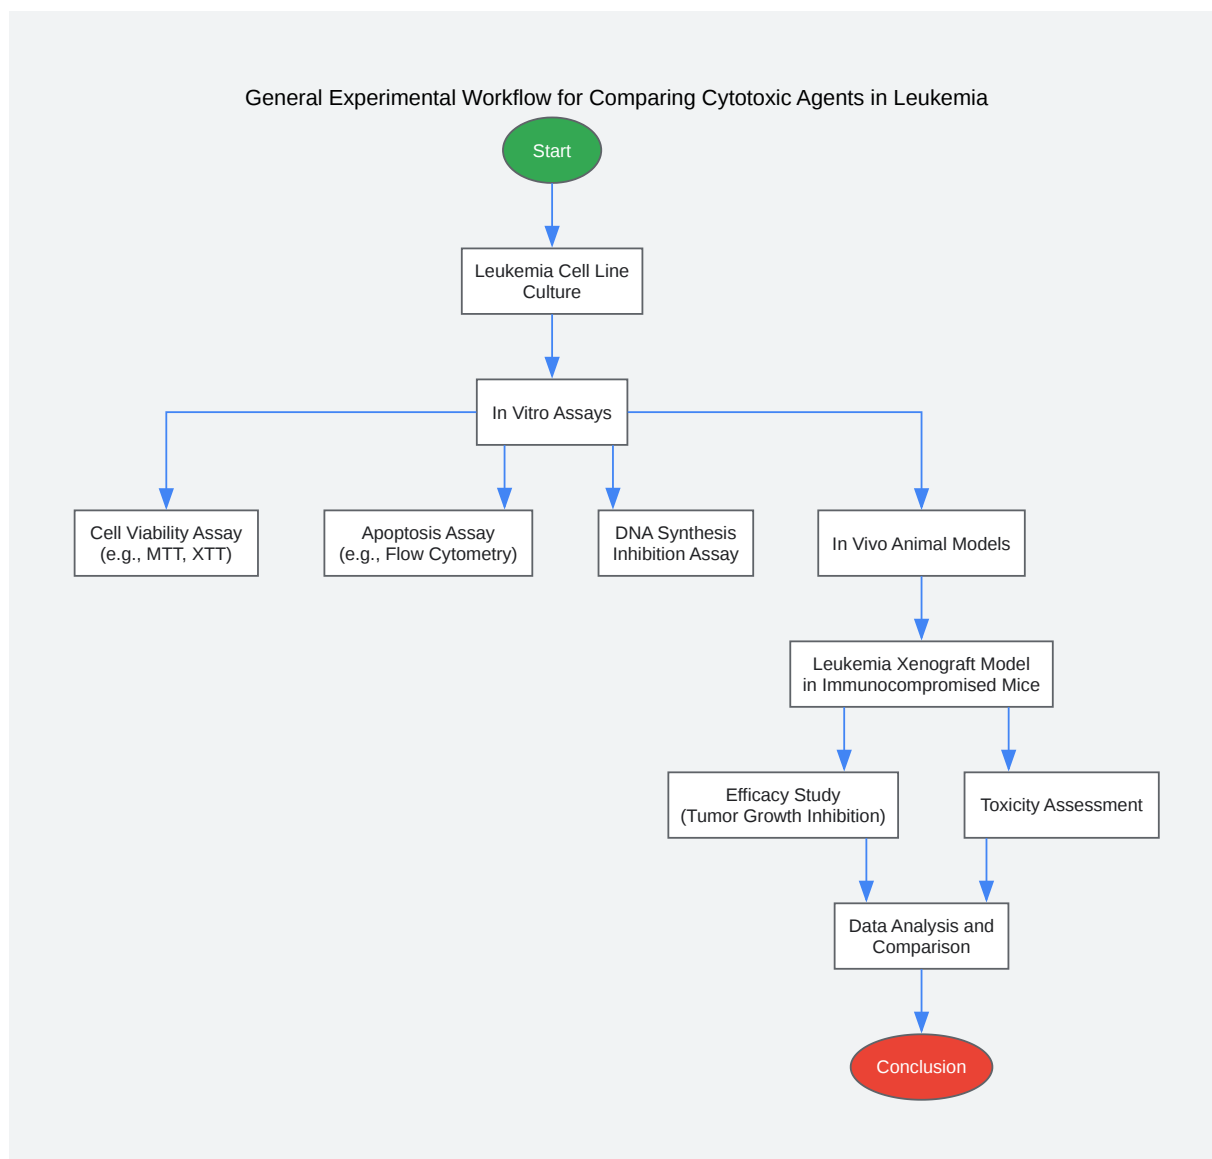 General Experimental Workflow for Comparing Cytotoxic Agents in Leukemia
Start
Leukemia Cell Line
Culture
In Vitro Assays
Cell Viability Assay
(e.g., MTT, XTT)
Apoptosis Assay
(e.g., Flow Cytometry)
DNA Synthesis
Inhibition Assay
In Vivo Animal Models
Leukemia Xenograft Model
in Immunocompromised Mice
Efficacy Study
(Tumor Growth Inhibition)
Toxicity Assessment
Data Analysis and
Comparison
Conclusion